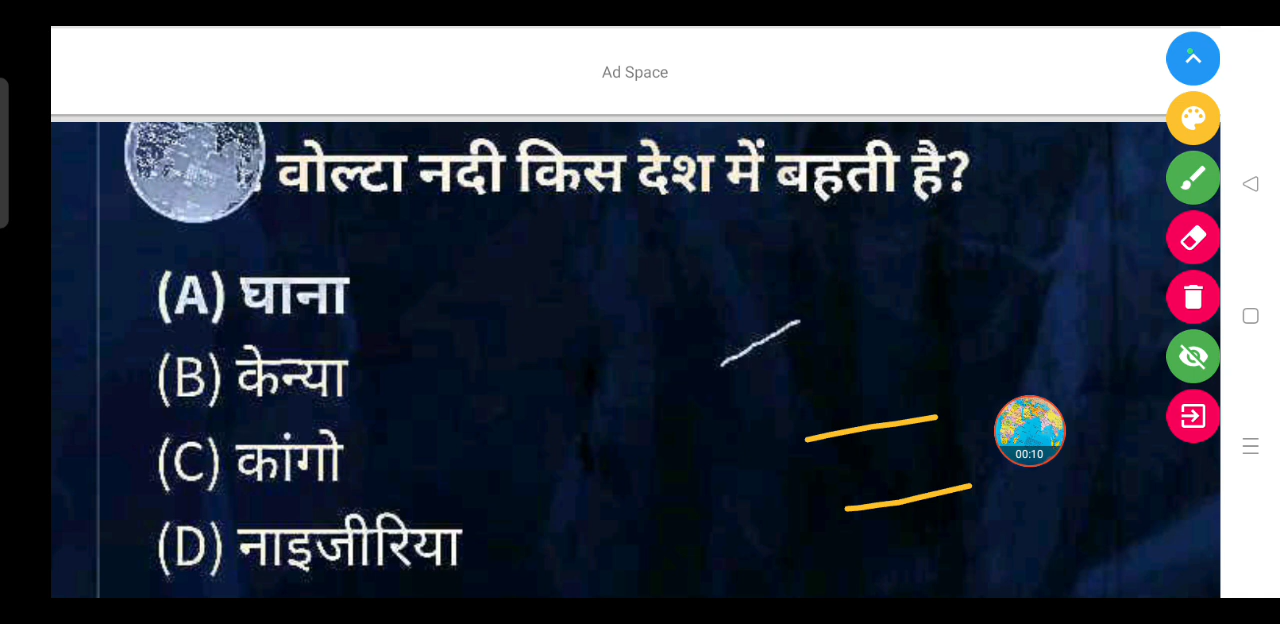 Ad Space
वोल्टा नदी किस देश में बहती है?
(A) घाना
(B) केन्या
(C) कांगो
00:10
(D) नाइजीरिया